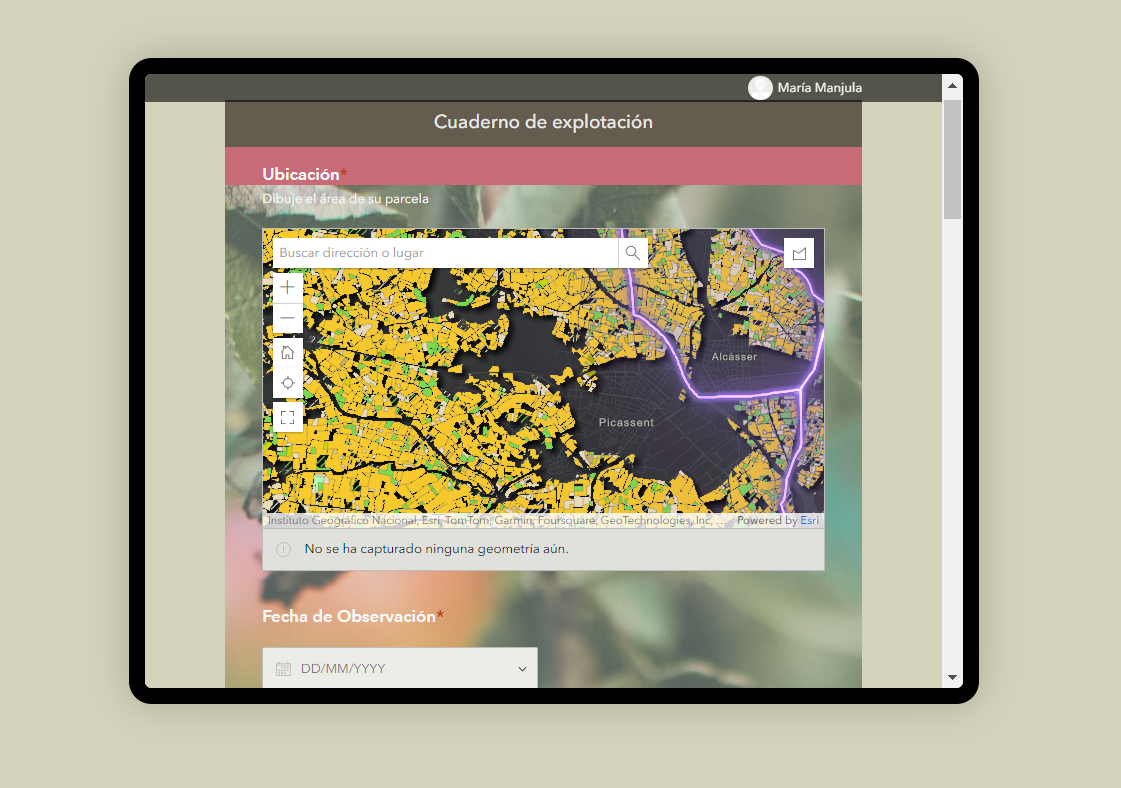 María Manjula
Cuaderno de explotación
Ubicación*
Dibuje el área de su parcela
Buscar dirección o lugar
Alcàsser
Picassent
Instituto Geográfico Nacional, Esri, TomTom, Garmin, Foursquare, GeoTechnologies, Inc, ... Powered by Esri
No se ha capturado ninguna geometría aún.
Fecha de Observación*
DD/MM/YYYY